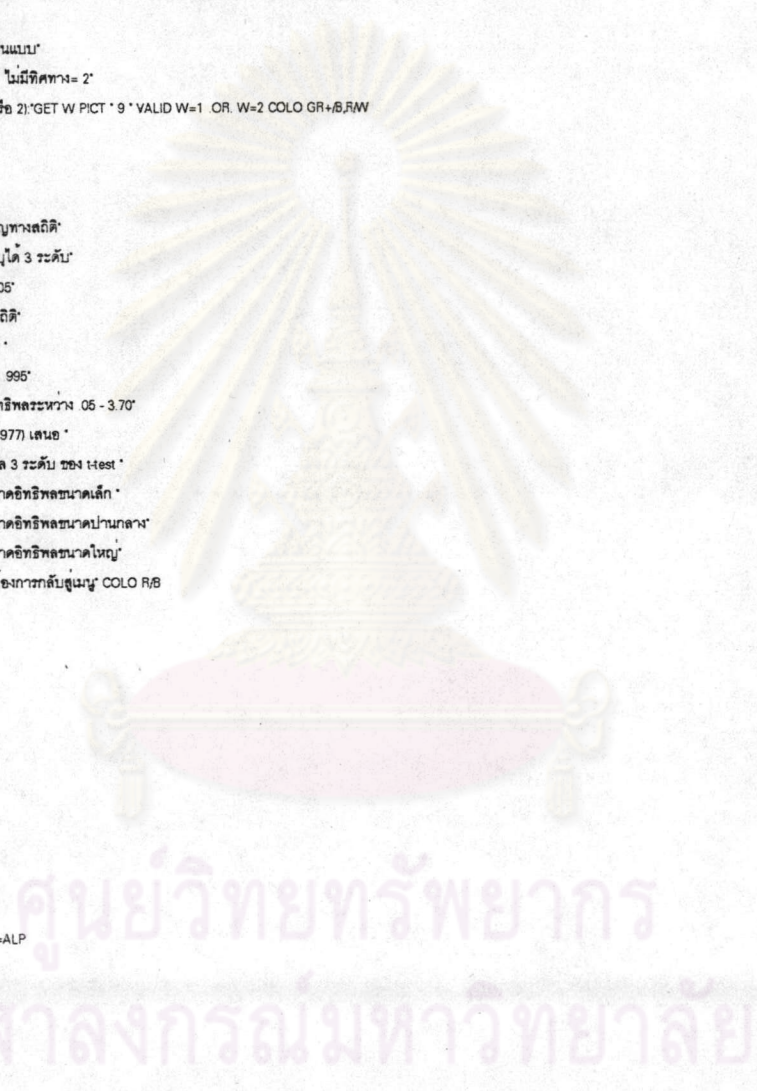 นแบบ"
ไม่มีทิศทาง= 2"
รือ 2):"GET W PICT " 9 " VALID W=1 .OR. W=2 COLO GR+/B,R/W
ญทางสถิติ"
ุได้ 3 ระดับ"
05"
ถิติ"
"
995"
ทธิพลระหว่าง .05 - 3.70"
977) เสนอ "
ล 3 ระดับ ของ t-test "
าดอิทธิพลขนาดเล็ก "
าดอิทธิพลขนาดปานกลาง"
าดอิทธิพลขนาดใหญ่"
้องการกลับสู่เมนู" COLO R/B
ศูนย์วิทยทรัพยากร
=ALP
าลงกรณ์มหาวิทยาลัย